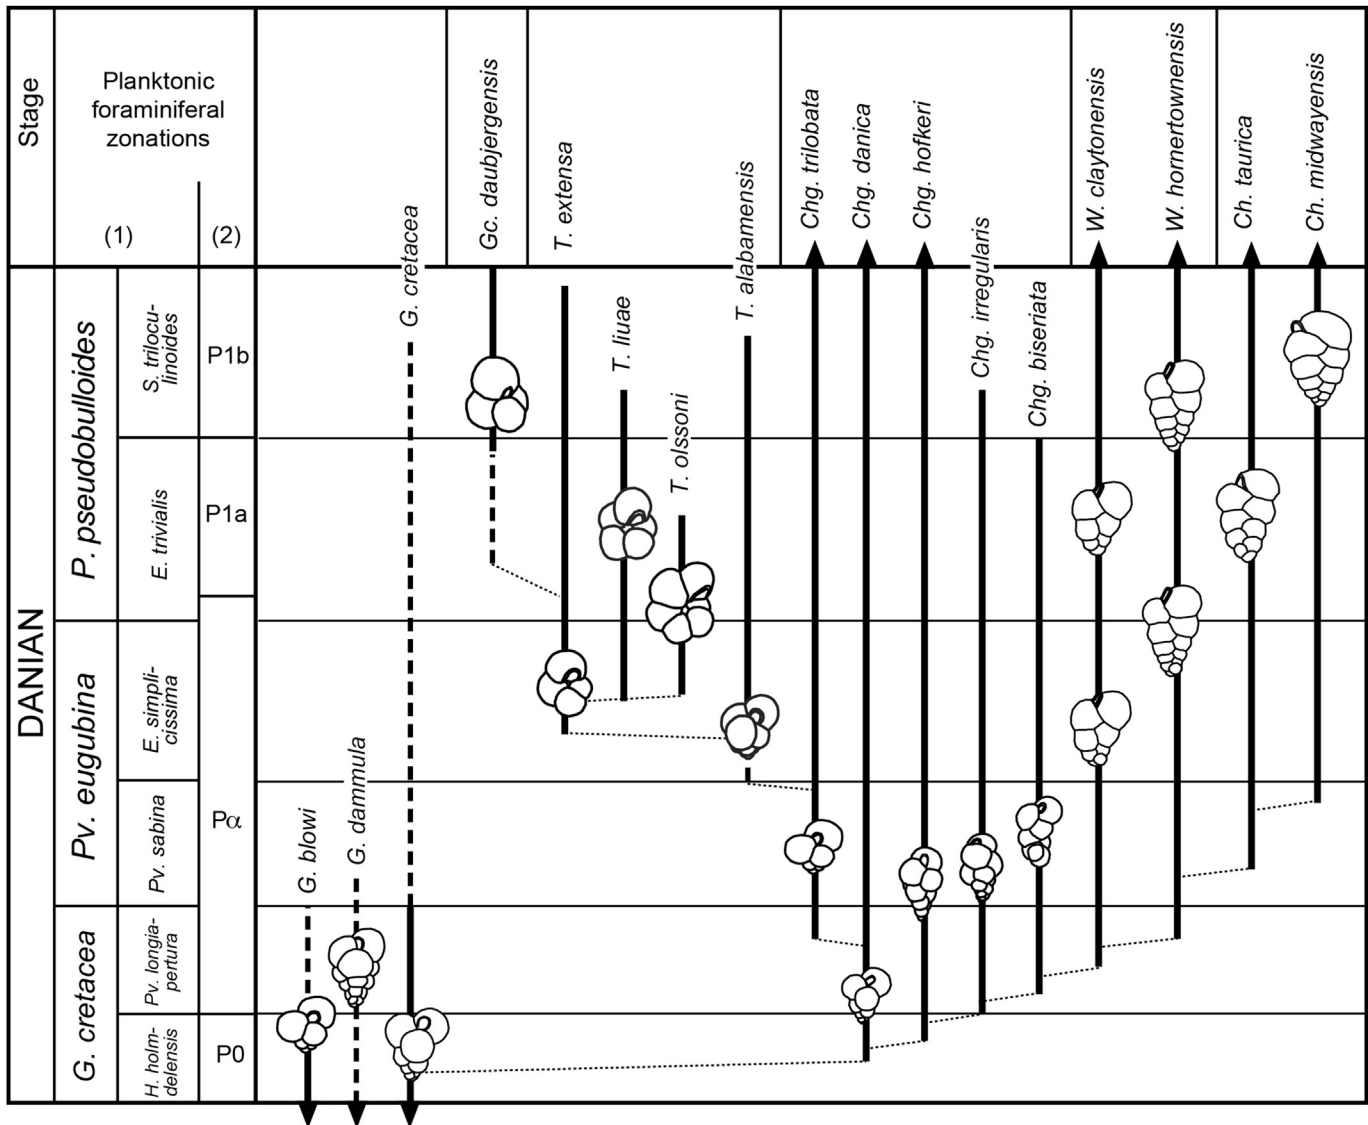 Stage
Planktonic
foraminiferal
zonations
(1)
(2)
G. cretacea
Gc. daubjergensis
T. extensa
T. alabamensis
Chg. trilobata
Chg. danica
Chg. hofkeri
Chg. irregularis
W. claytonensis
W. hornertownensis
Ch. taurica
Ch. midwayensis
T. liuae
T. olssoni
Chg. biseriata
G. blowi
G. dammula
DANIAN
P. pseudobulloides
S. trilocu-
linoides
P1b
E. trivialis
P1a
Pv. eugubina
E. simpli-
cissima
Pv. sabina
Pα
G. cretacea
Pv. longia-
pertura
H. holm-
delensis
P0